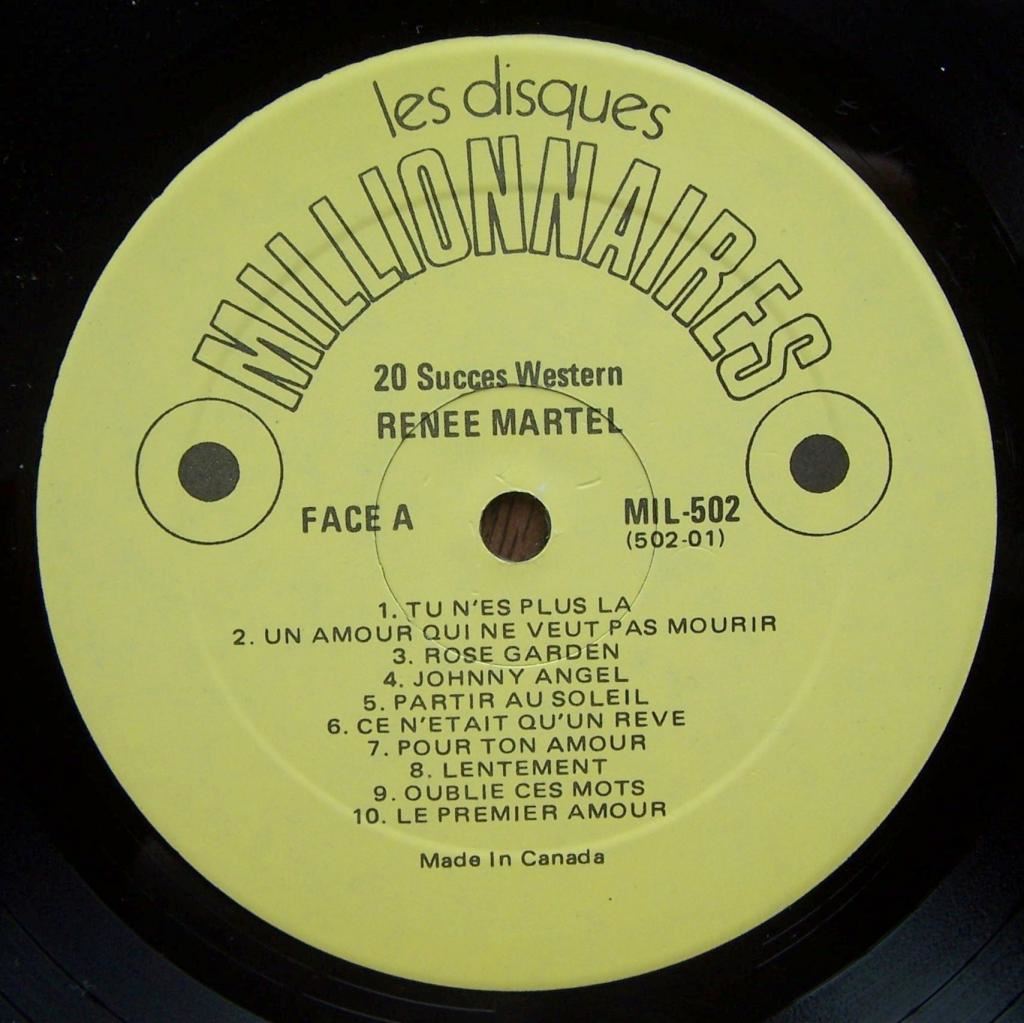 les disques
MILLIONNAIRES
20 Succes Western
RENEE MARTEL
FACE A
MIL-502
(502-01)
1. TU N'ES PLUS LA
2. UN AMOUR QUI NE VEUT PAS MOURIR
3. ROSE GARDEN
4. JOHNNY ANGEL
5. PARTIR AU SOLEIL
6. CE N'ETAIT QU'UN REVE
7. POUR TON AMOUR
8. LENTEMENT
9. OUBLIE CES MOTS
10. LE PREMIER AMOUR
Made In Canada